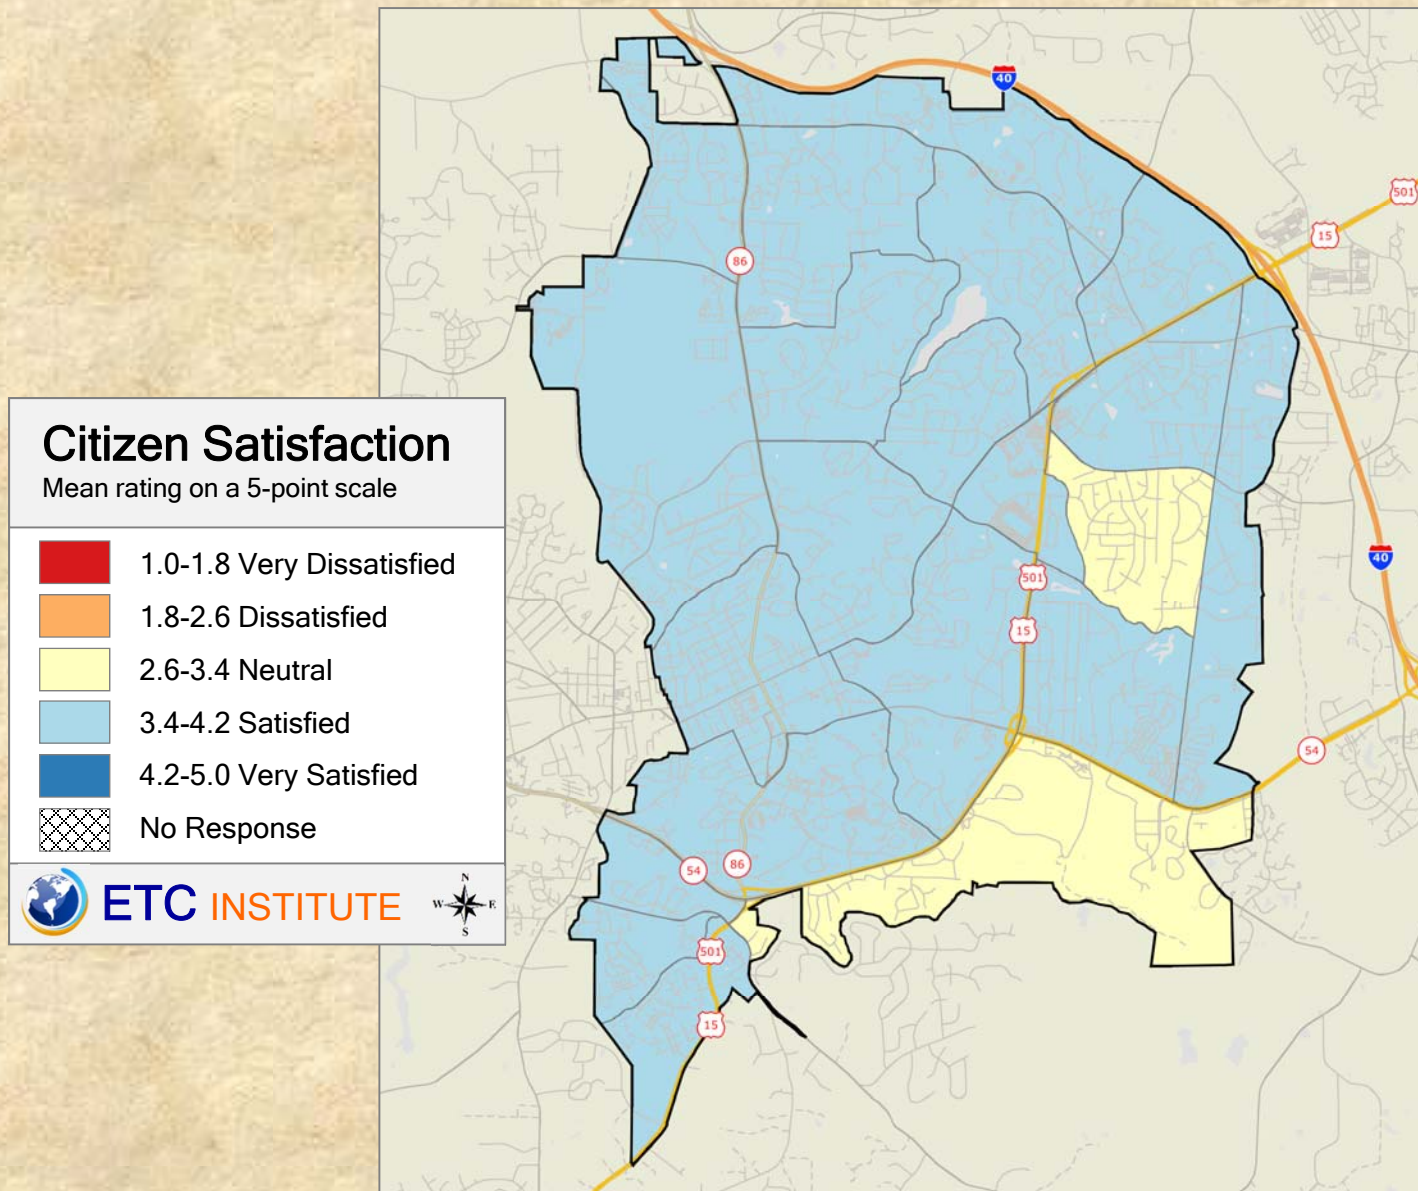 40
501
15
86
Citizen Satisfaction
Mean rating on a 5-point scale
1.0-1.8 Very Dissatisfied
1.8-2.6 Dissatisfied
2.6-3.4 Neutral
3.4-4.2 Satisfied
4.2-5.0 Very Satisfied
No Response
ETC INSTITUTE
N
W E
S
501
40
15
54
54
86
501
15